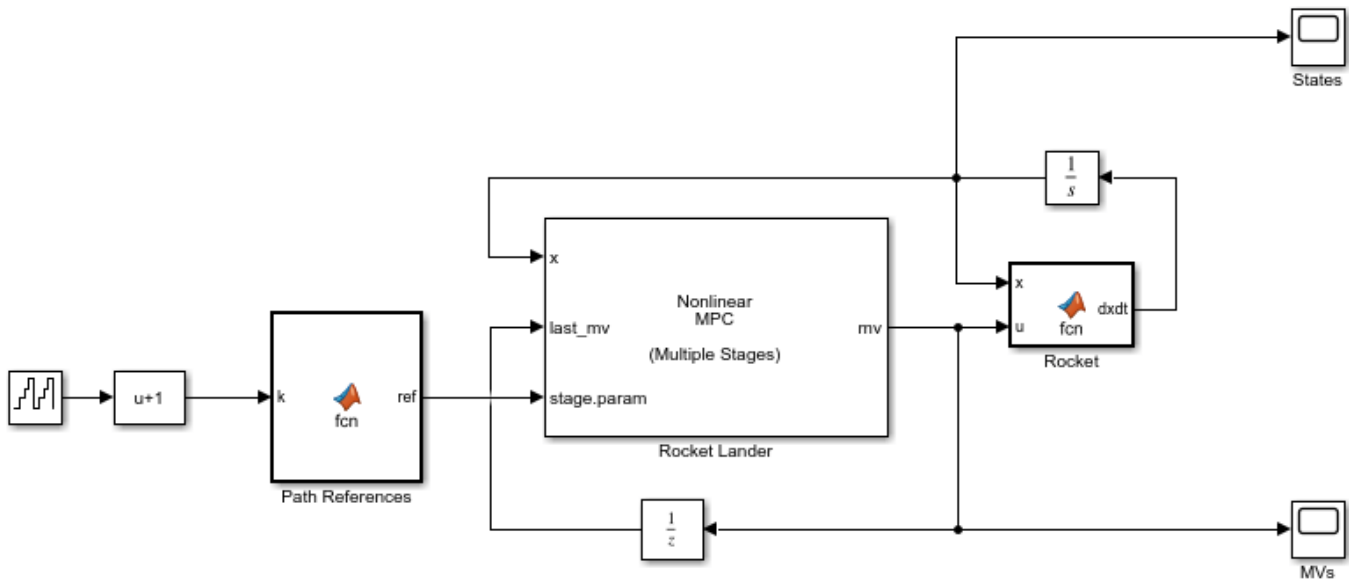 States
1
s
x
Nonlinear
MPC
(Multiple Stages)
last_mv
mv
stage.param
Rocket Lander
x
u
fcn
dxdt
Rocket
u+1
k
fcn
ref
Path References
1
z
MVs